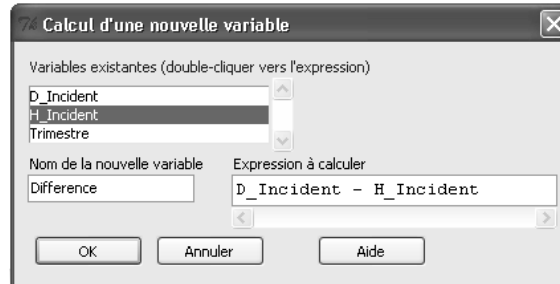 Calcul d'une nouvelle variable
Variables existantes (double-cliquer vers l'expression)
D_Incident
H_Incident
Trimestre
Nom de la nouvelle variable Expression à calculer
Difference D_Incident - H_Incident
OK Annuler Aide